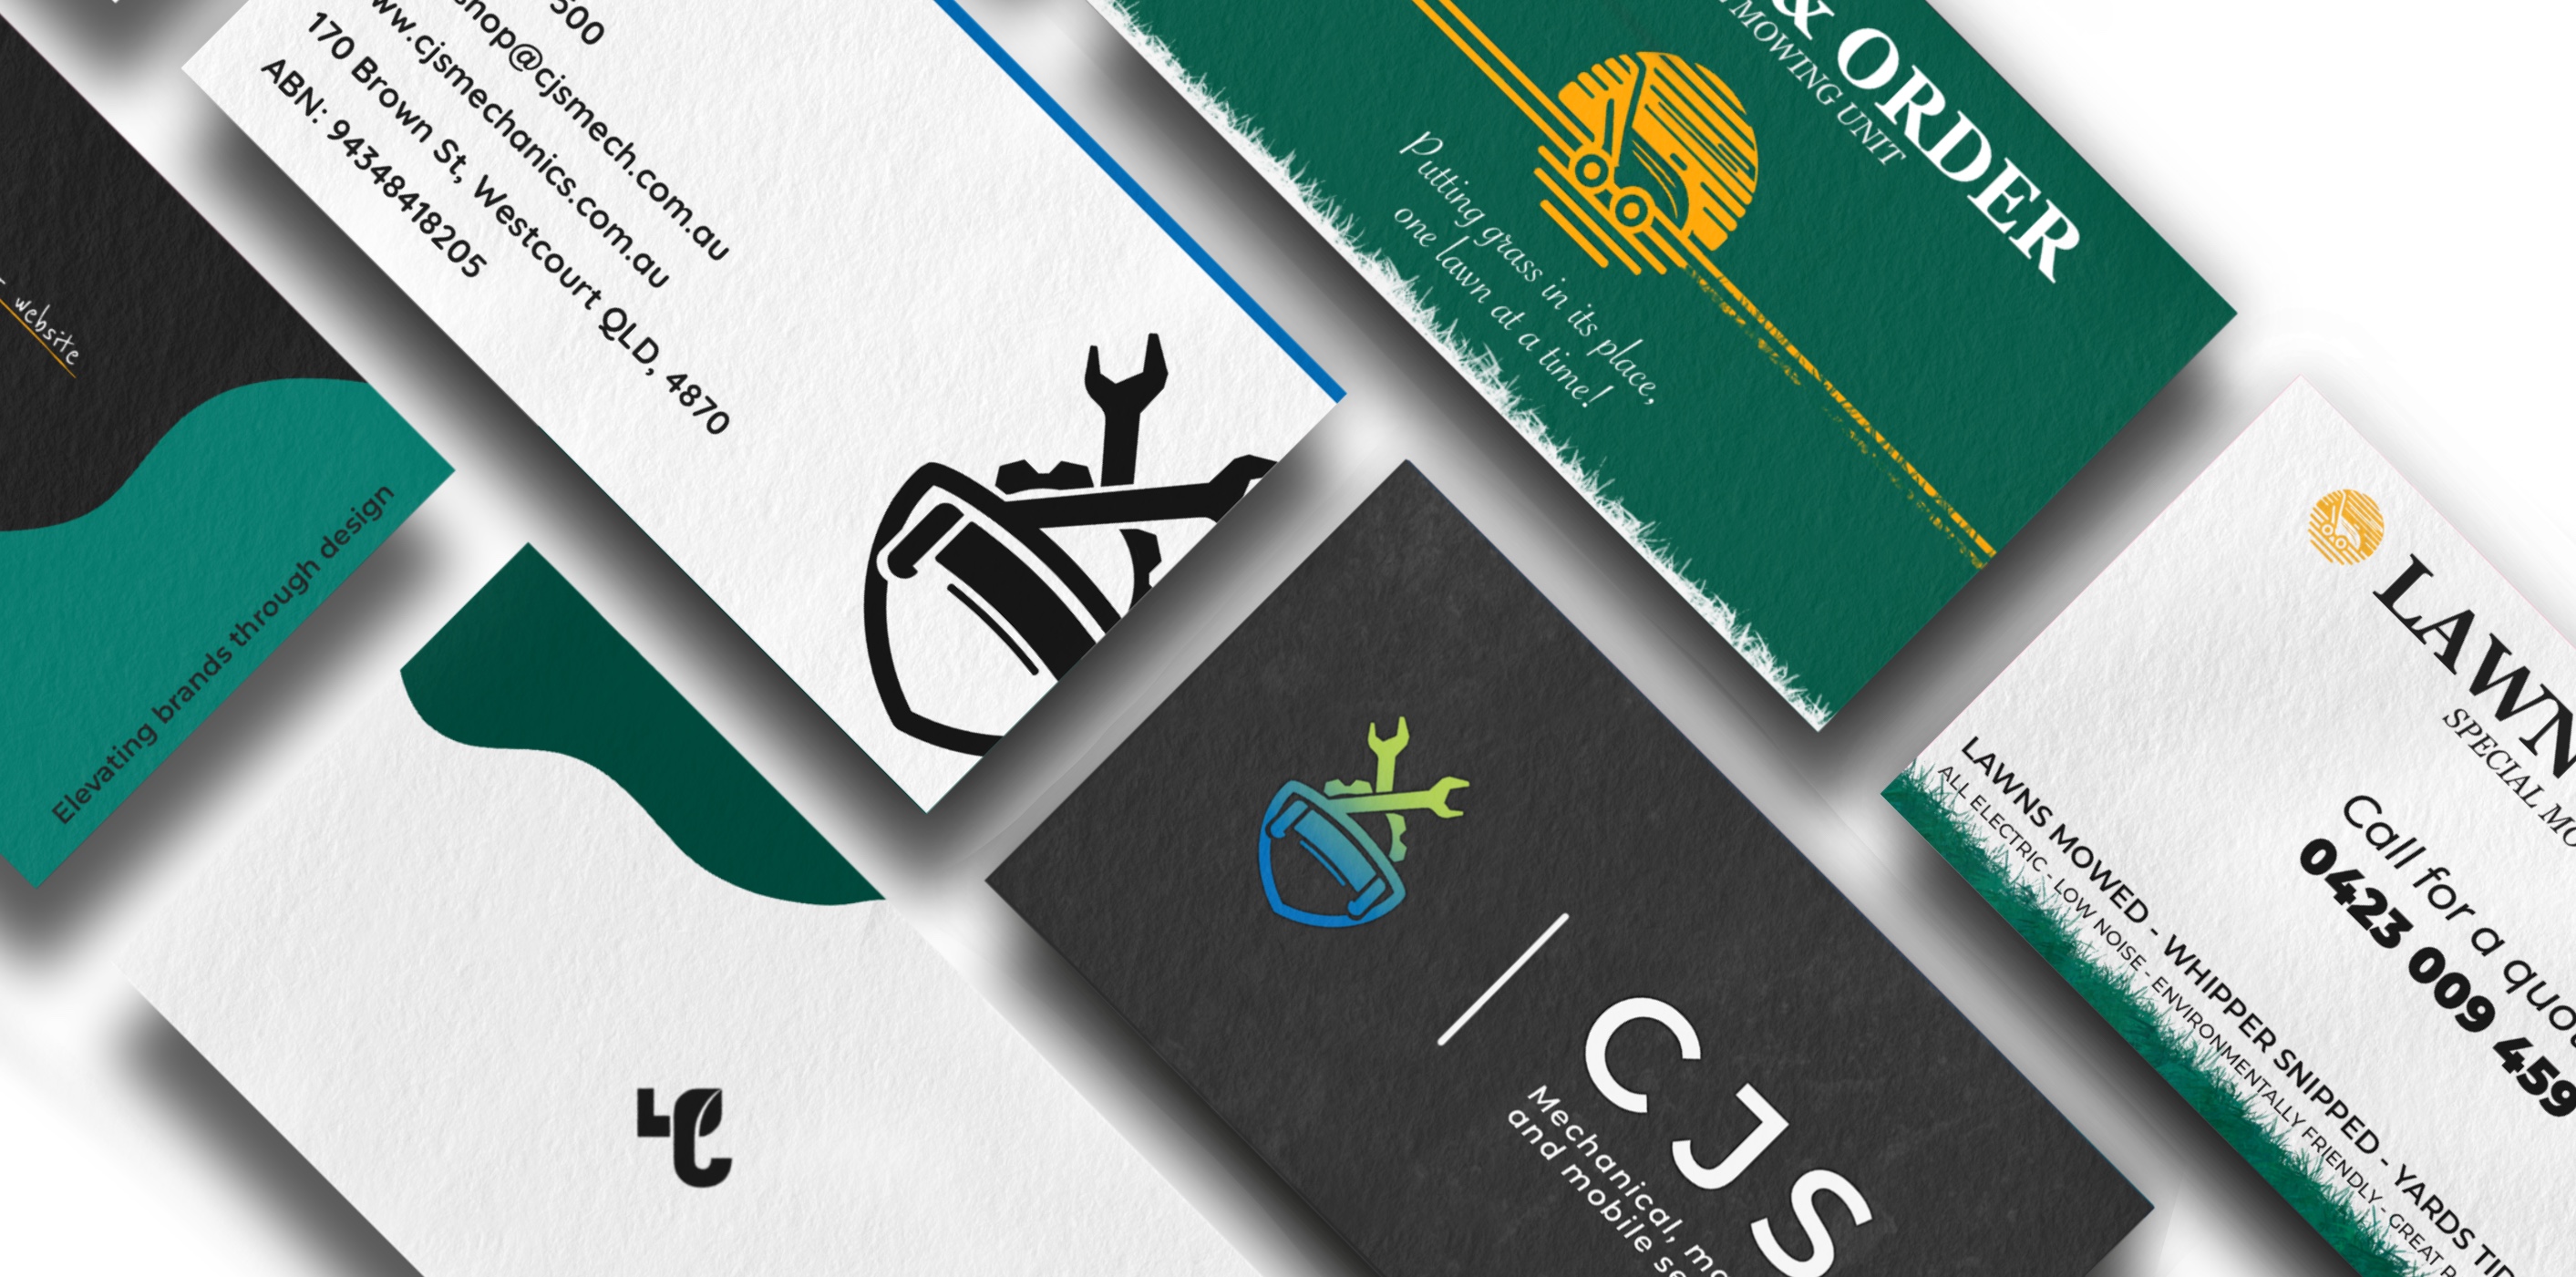 website
Elevating brands through design
500
shop@cjsmech.com.au
www.cjsmechanics.com.au
170 Brown St, Westcourt QLD, 4870
ABN: 94348418205
& ORDER
MOWING UNIT
Putting grass in its place,
one lawn at a time!
LC
CJS
Mechanical,
and mobile
LAWN
SPECIAL
Call for a
0423 009 459
LAWNS MOWED - WHIPPER SNIPPED - YARDS
ALL ELECTRIC - LOW NOISE - ENVIRONMENTALLY FRIENDLY - GREAT